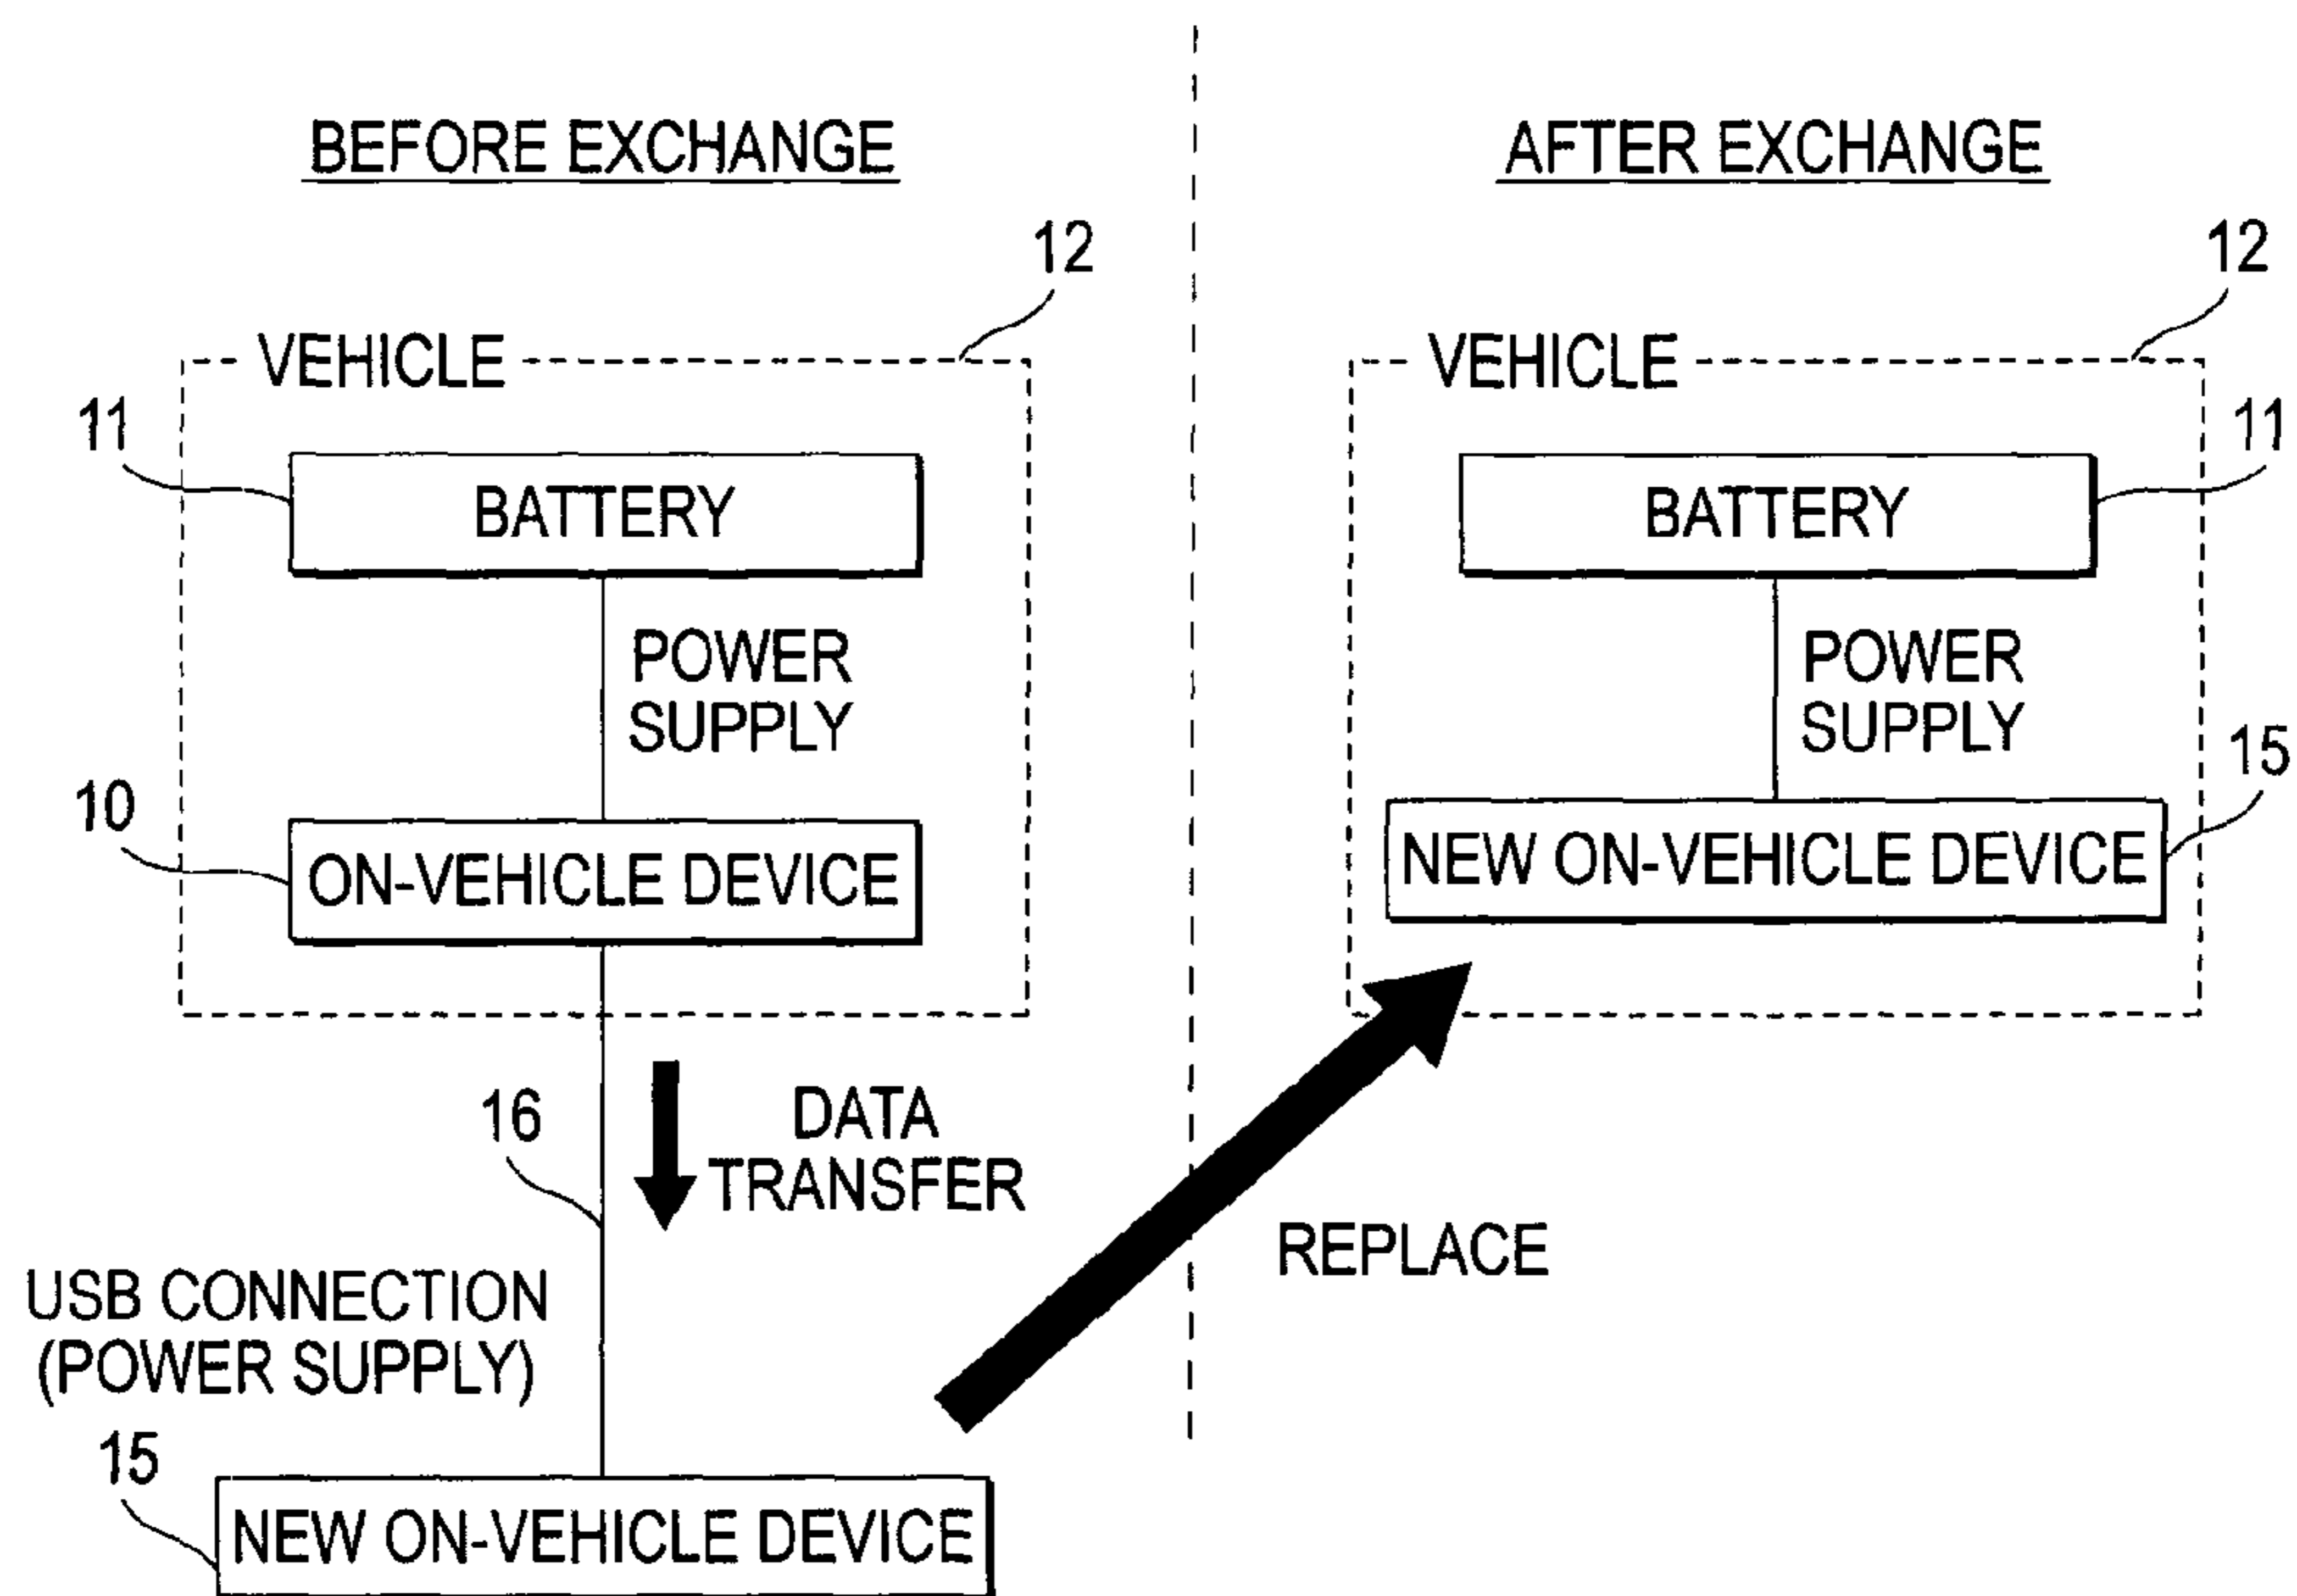 BEFORE EXCHANGE
12
VEHICLE
11
BATTERY
POWER
SUPPLY
10
ON-VEHICLE DEVICE
16
DATA
TRANSFER
USB CONNECTION
(POWER SUPPLY)
15
NEW ON-VEHICLE DEVICE
REPLACE
AFTER EXCHANGE
12
VEHICLE
11
BATTERY
POWER
SUPPLY
15
NEW ON-VEHICLE DEVICE